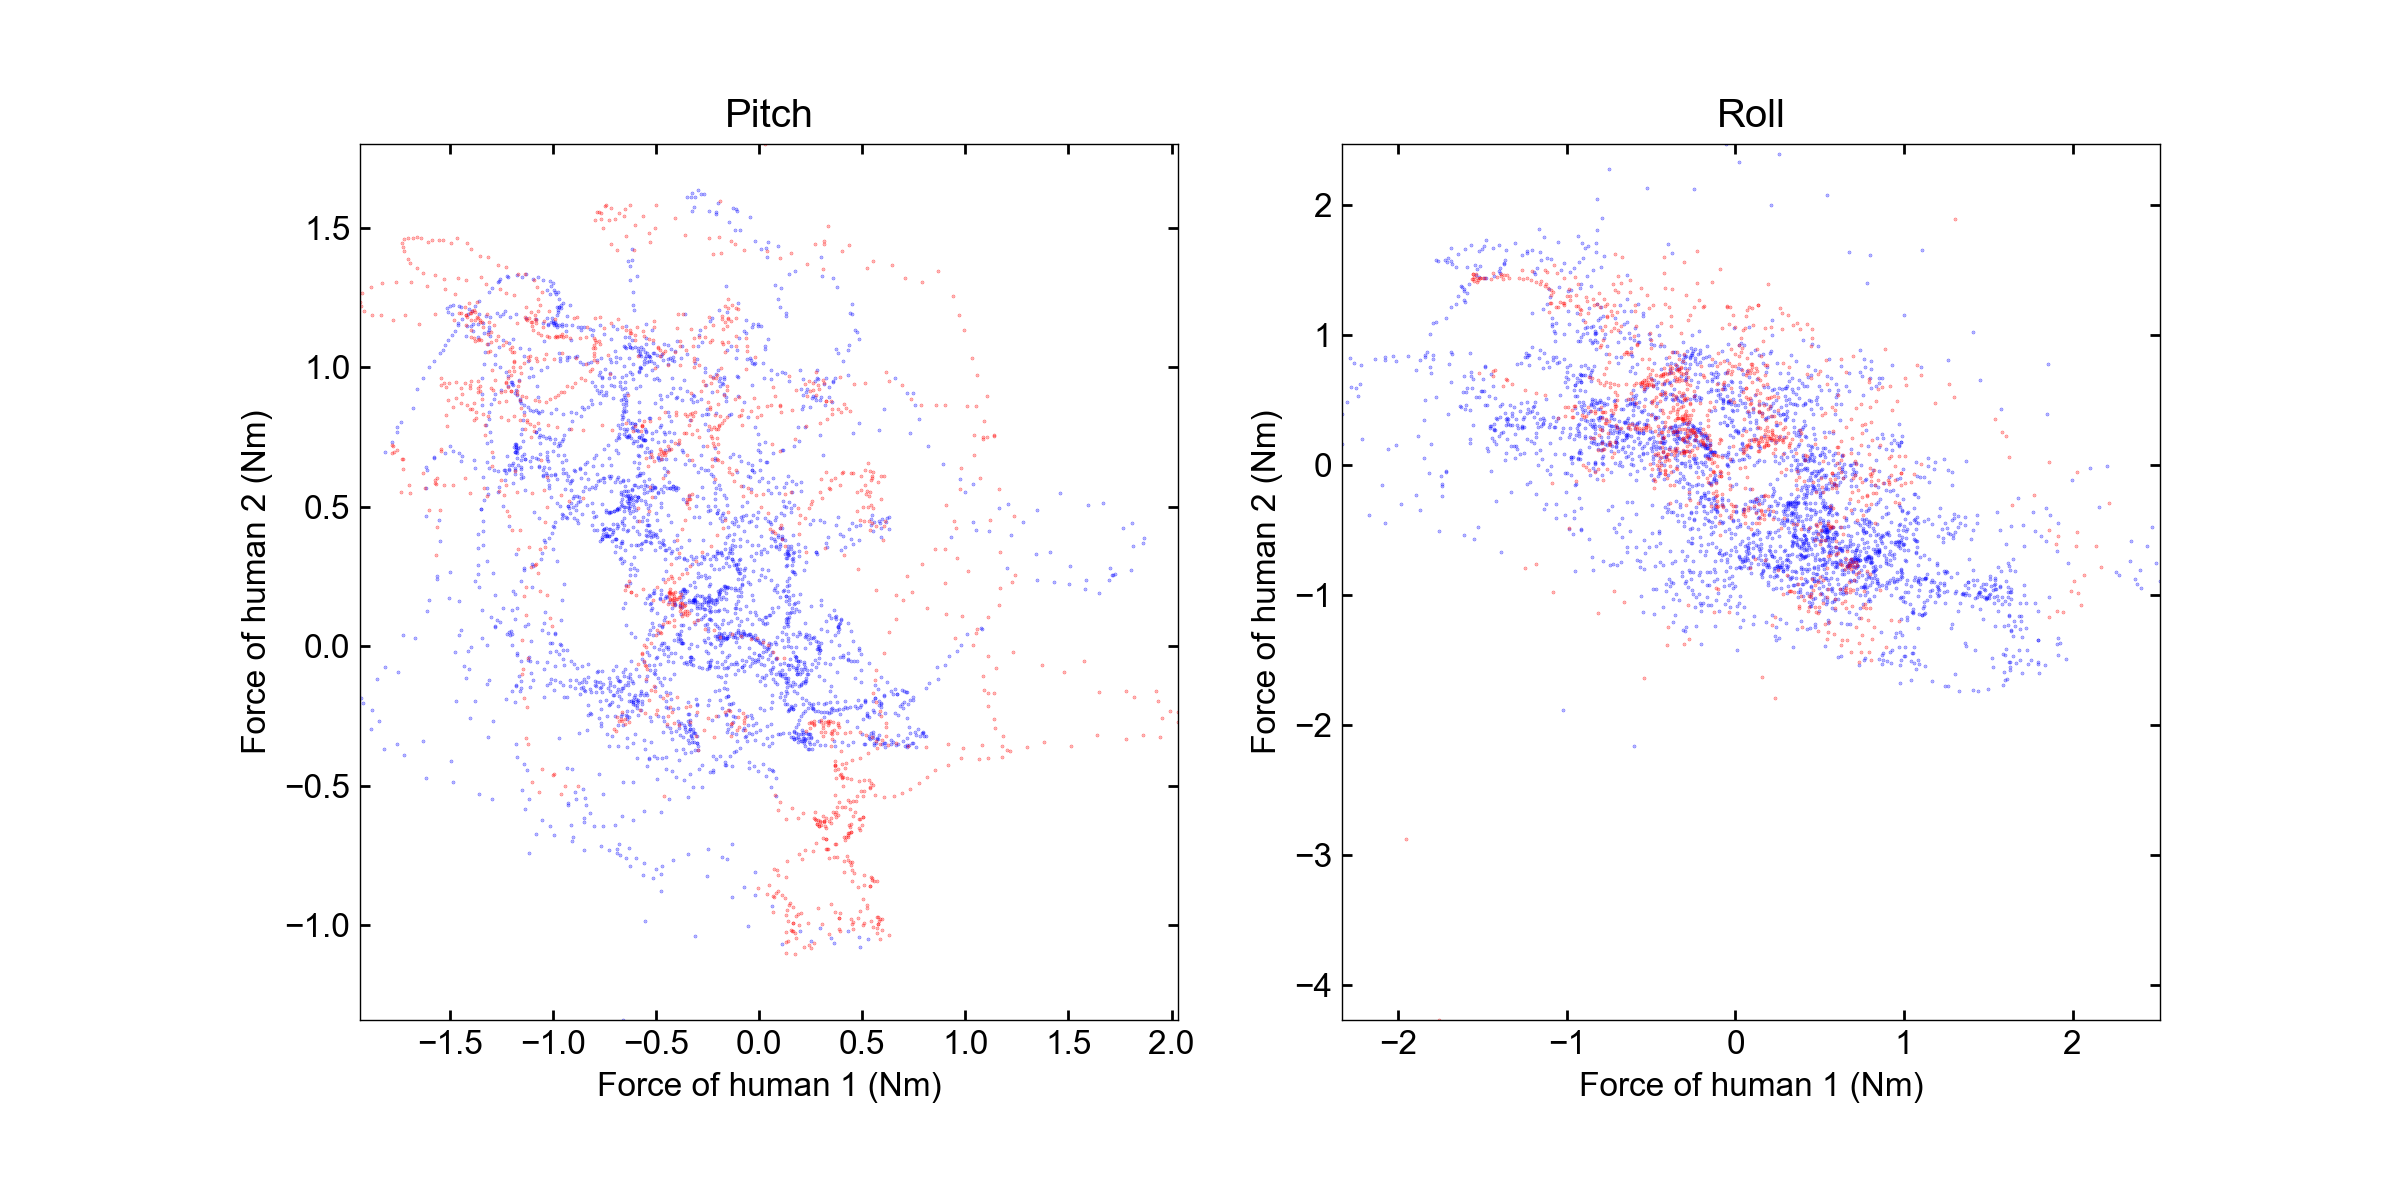 Pitch
Force of human 2 (Nm)
1.5
1.0
0.5
0.0
−0.5
−1.0
−1.5 −1.0 −0.5 0.0 0.5 1.0 1.5 2.0
Force of human 1 (Nm)
Roll
Force of human 2 (Nm)
2
1
0
−1
−2
−3
−4
−2 −1 0 1 2
Force of human 1 (Nm)